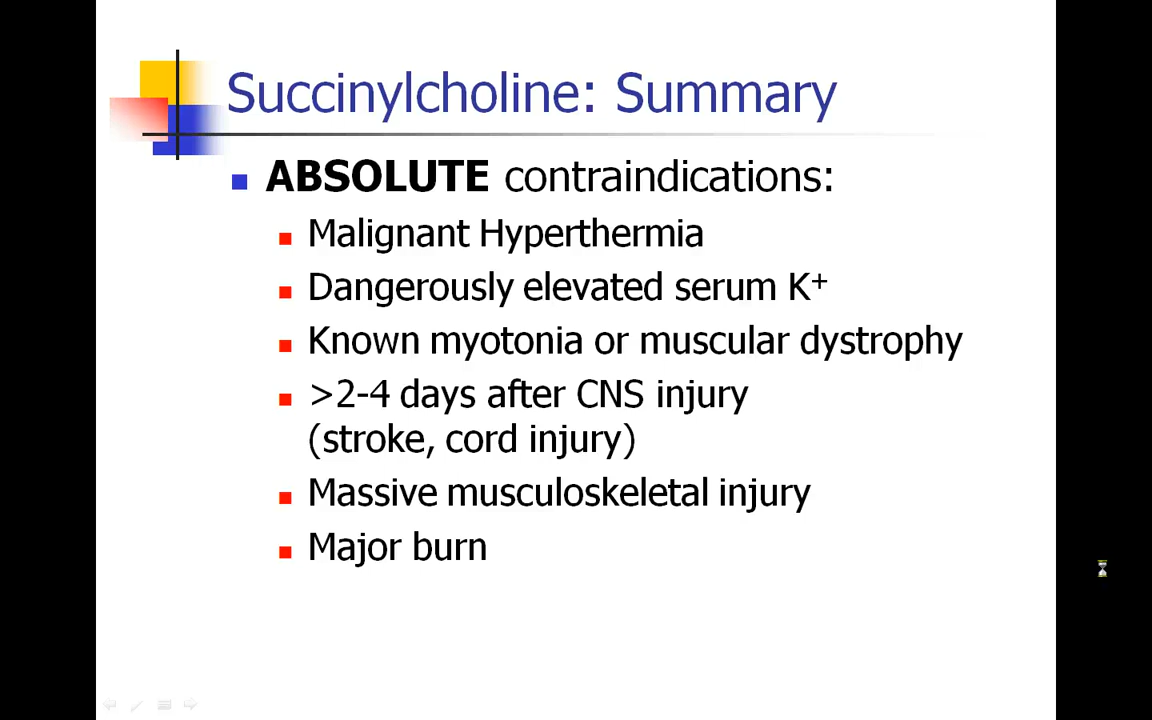 Succinylcholine: Summary
ABSOLUTE contraindications:
Malignant Hyperthermia
Dangerously elevated serum K⁺
Known myotonia or muscular dystrophy
>2-4 days after CNS injury
(stroke, cord injury)
Massive musculoskeletal injury
Major burn